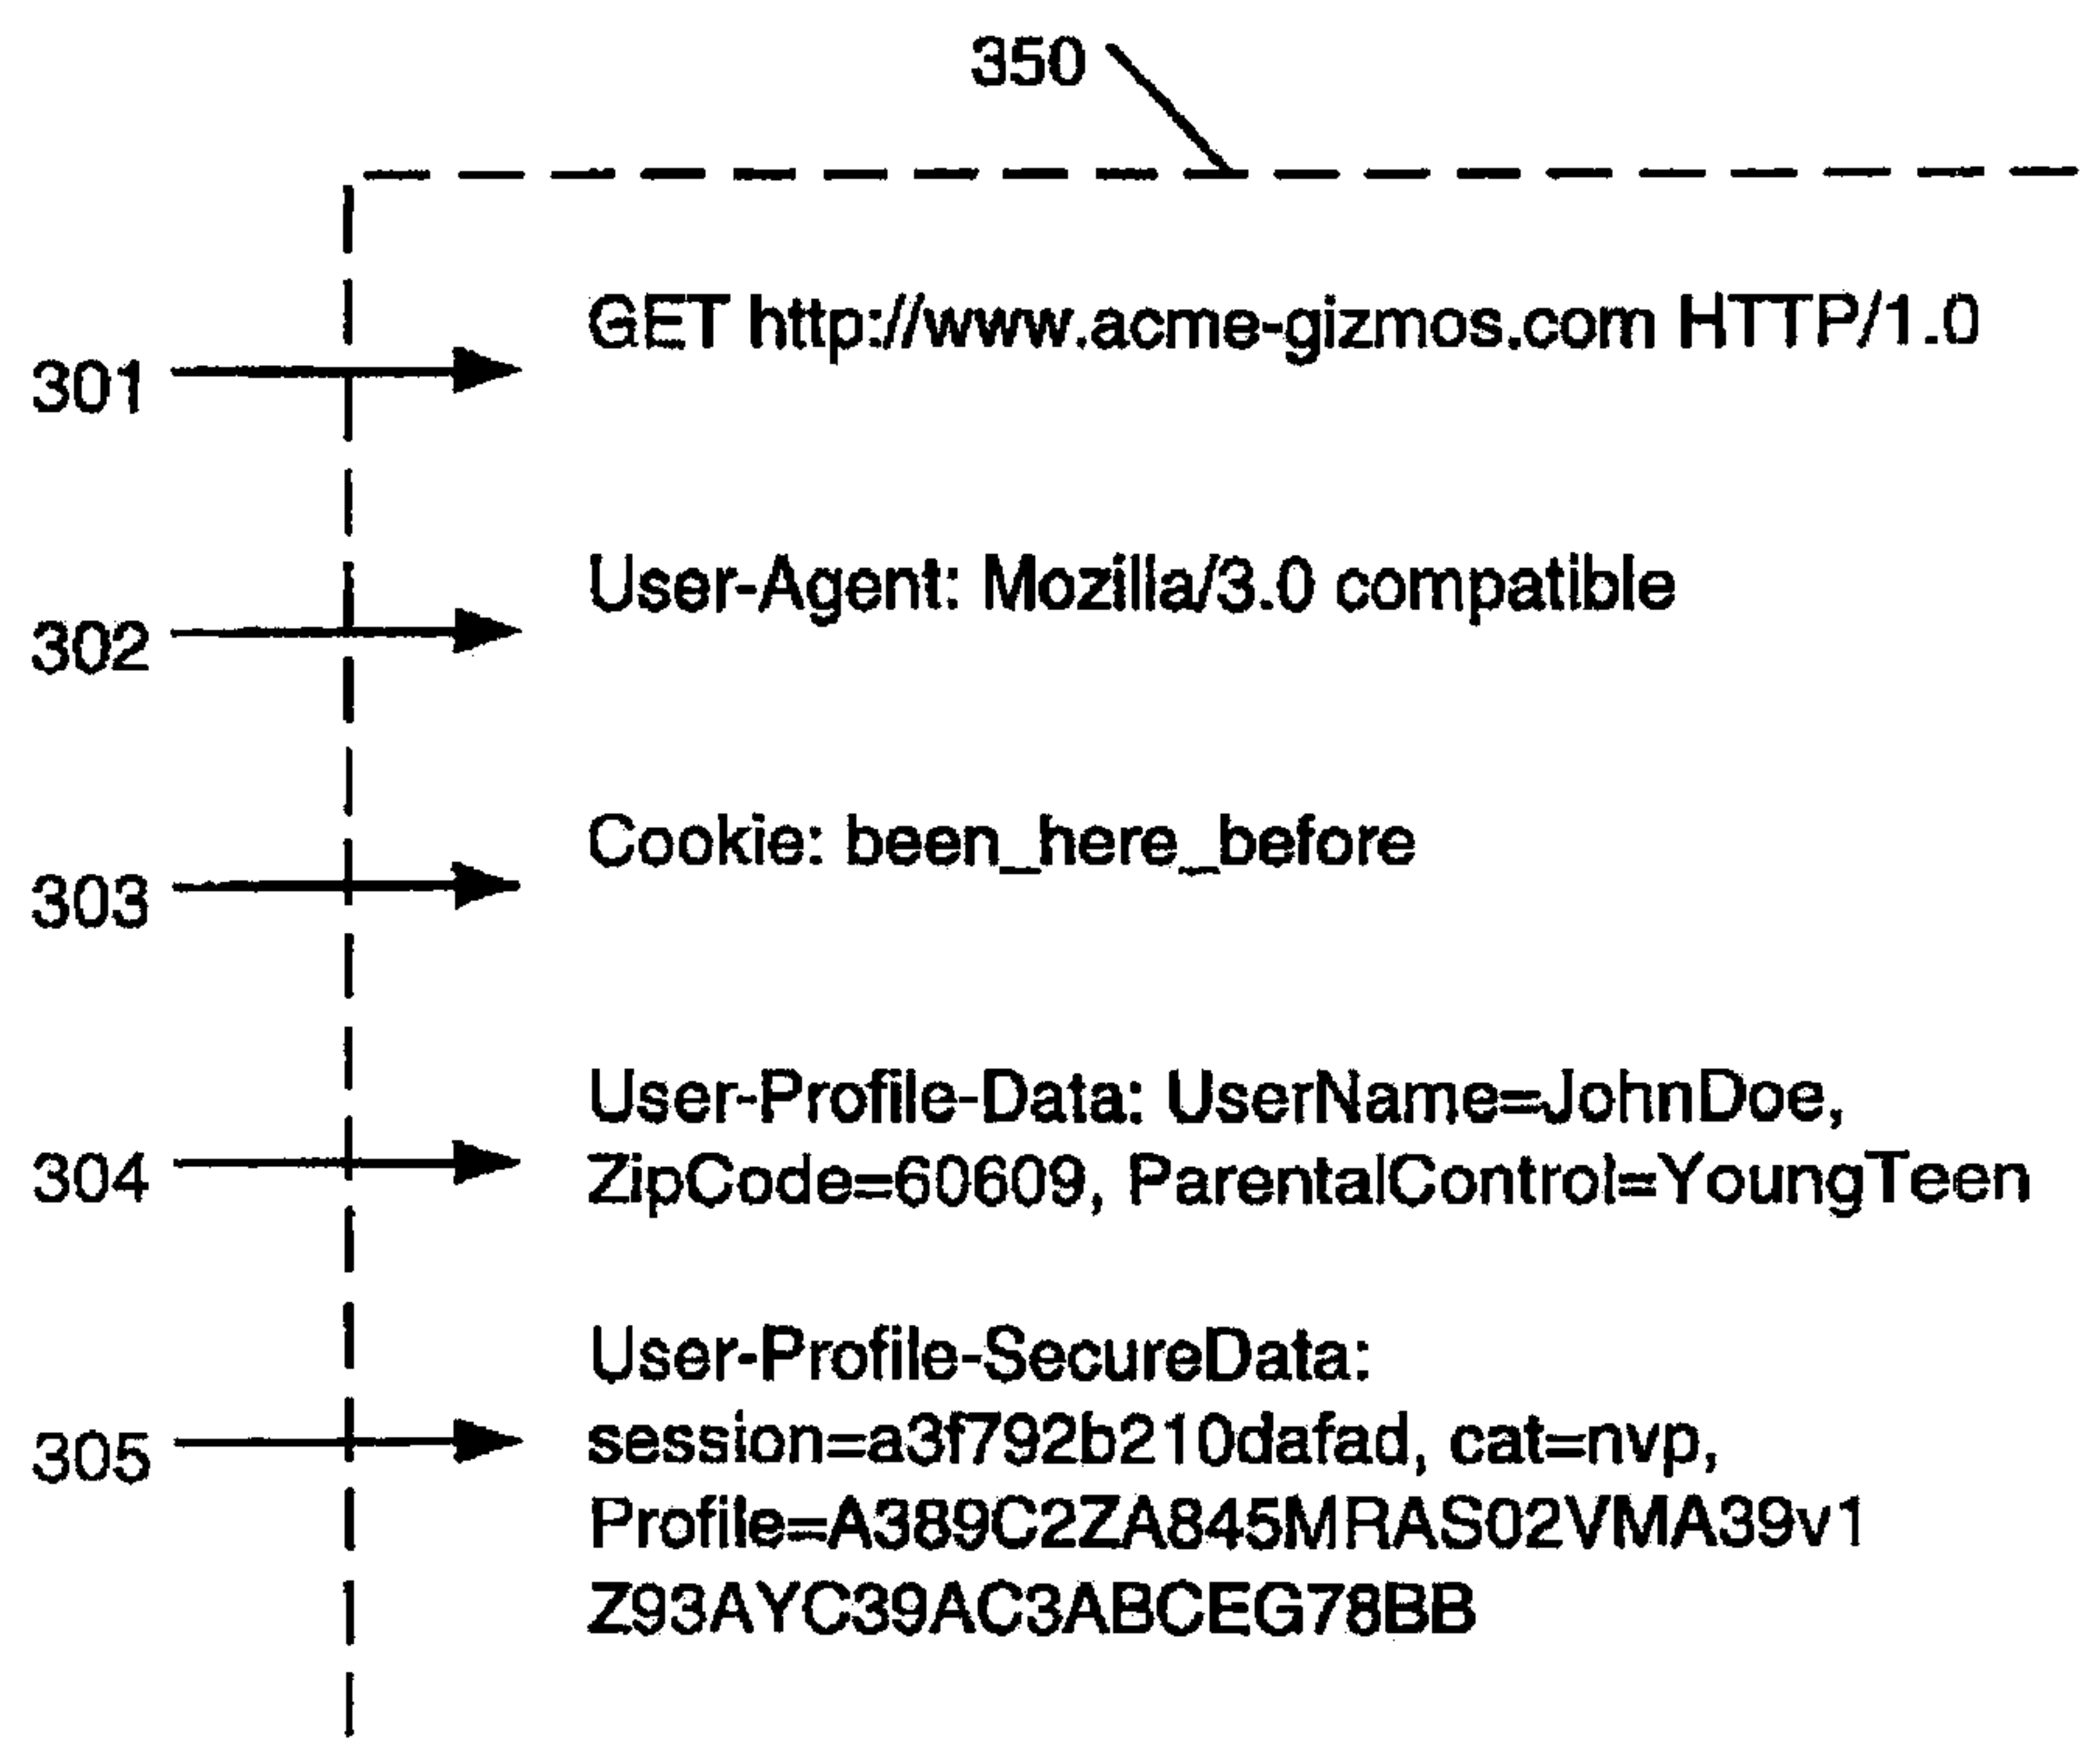 350
301 GET http://www.acme-gizmos.com HTTP/1.0
302 User-Agent: Mozilla/3.0 compatible
303 Cookie: been_here_before
304 User-Profile-Data: UserName=JohnDoe,
ZipCode=60609, ParentalControl=YoungTeen
305 User-Profile-SecureData:
session=a3f792b210dafad, cat=nvp,
Profile=A389C2ZA845MRAS02VMA39v1
Z93AYC39AC3ABCEG78BB